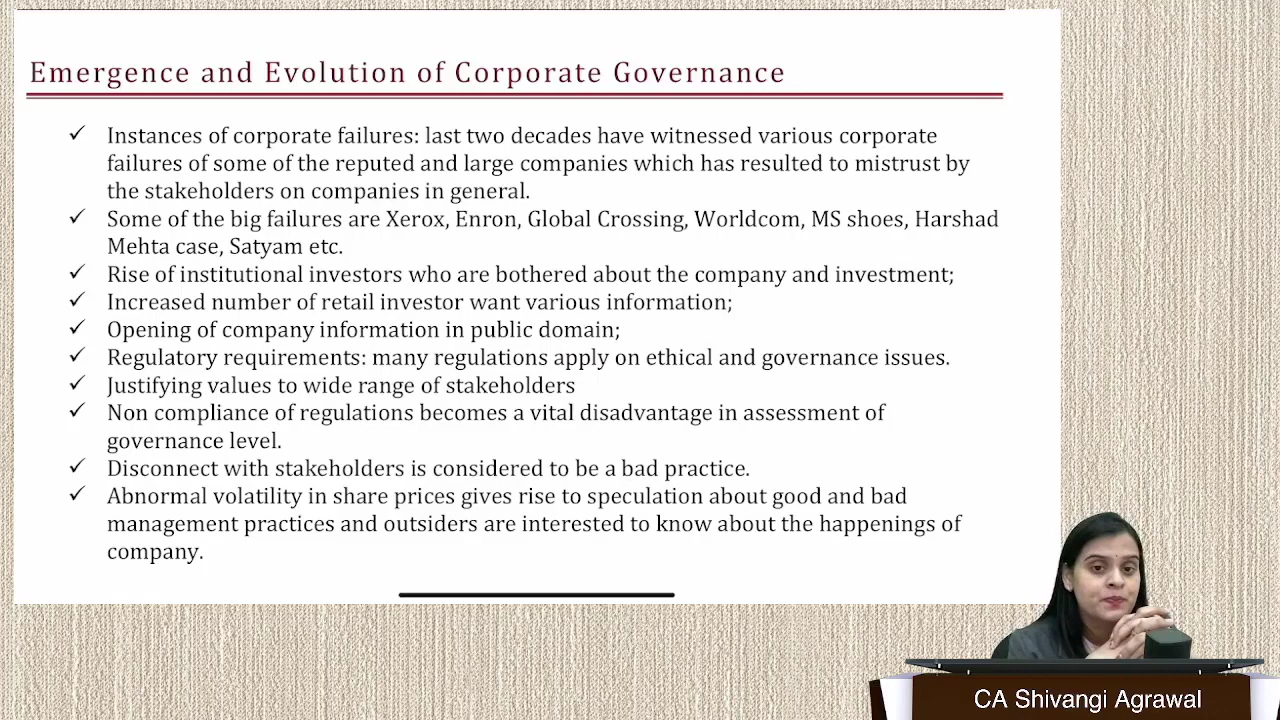 Emergence and Evolution of Corporate Governance
✓ Instances of corporate failures: last two decades have witnessed various corporate
failures of some of the reputed and large companies which has resulted to mistrust by
the stakeholders on companies in general.
✓ Some of the big failures are Xerox, Enron, Global Crossing, Worldcom, MS shoes, Harshad
Mehta case, Satyam etc.
✓ Rise of institutional investors who are bothered about the company and investment;
✓ Increased number of retail investor want various information;
✓ Opening of company information in public domain;
✓ Regulatory requirements: many regulations apply on ethical and governance issues.
✓ Justifying values to wide range of stakeholders
✓ Non compliance of regulations becomes a vital disadvantage in assessment of
governance level.
✓ Disconnect with stakeholders is considered to be a bad practice.
✓ Abnormal volatility in share prices gives rise to speculation about good and bad
management practices and outsiders are interested to know about the happenings of
company.
CA Shivangi Agrawal